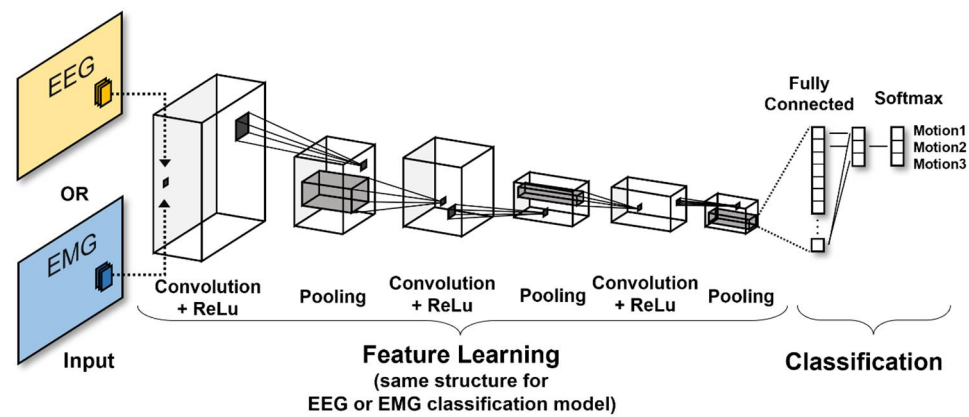 EEG
OR
EMG
Input
Convolution
+ ReLu
Pooling
Convolution
+ ReLu
Pooling
Convolution
+ ReLu
Pooling
Feature Learning
(same structure for
EEG or EMG classification model)
Fully
Connected
Softmax
Motion1
Motion2
Motion3
Classification